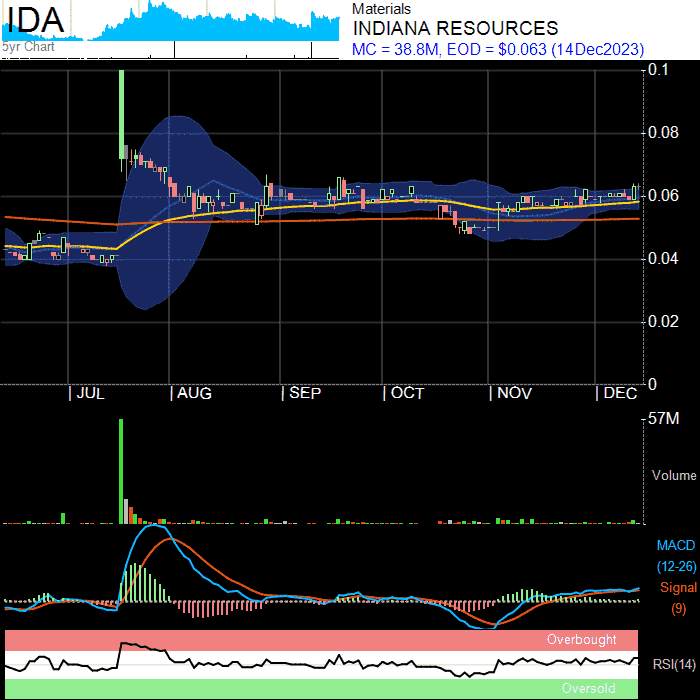 IDA
5yr Chart
Materials
INDIANA RESOURCES
MC = 38.8M, EOD = $0.063 (14Dec2023)
0.1
0.08
0.06
0.04
0.02
0
JUL
AUG
SEP
OCT
NOV
DEC
57M
Volume
MACD
(12-26)
Signal
(9)
Overbought
RSI(14)
Oversold